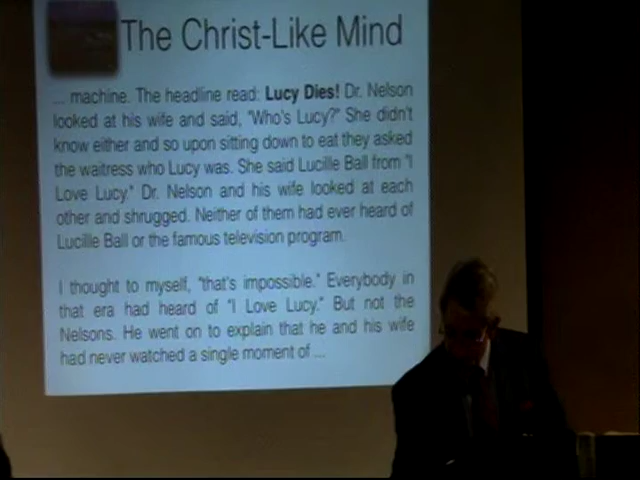 The Christ-Like Mind
... machine. The headline read: Lucy Dies! Dr. Nelson
looked at his wife and said, "Who's Lucy?" She didn't
know either and so upon sitting down to eat they asked
the waitress who Lucy was. She said Lucille Ball from "I
Love Lucy." Dr. Nelson and his wife looked at each
other and shrugged. Neither of them had ever heard of
Lucille Ball or the famous television program.
I thought to myself, "that's impossible." Everybody in
that era had heard of "I Love Lucy." But not the
Nelsons. He went on to explain that he and his wife
had never watched a single moment of ...